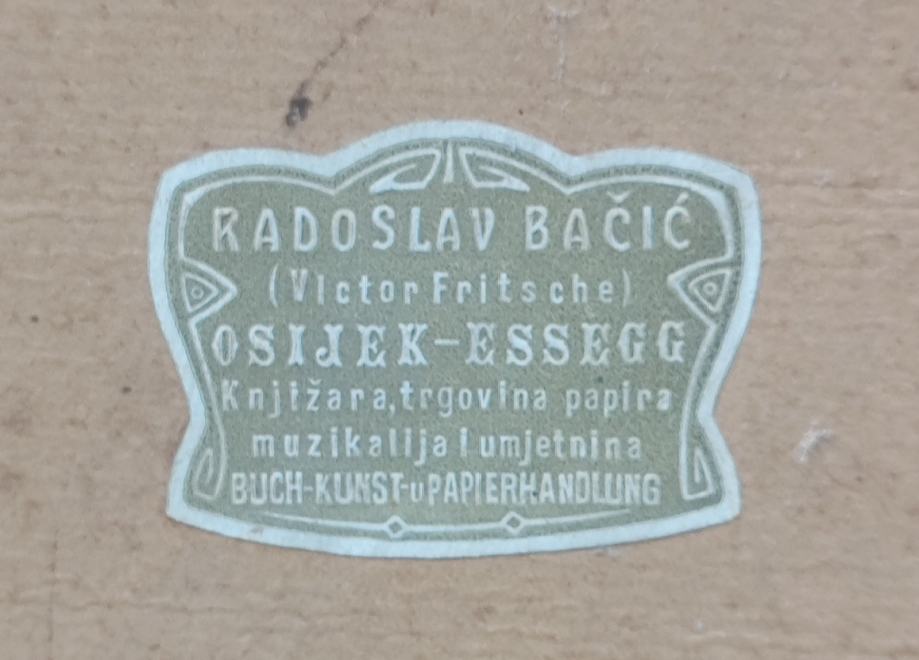 RADOSLAV BAČIĆ
(Victor Fritsche)
OSIJEK-ESSEGG
Knjižara, trgovina papira
muzikalija i umjetnina
BUCH-KUNST-u PAPIERHANDLUNG